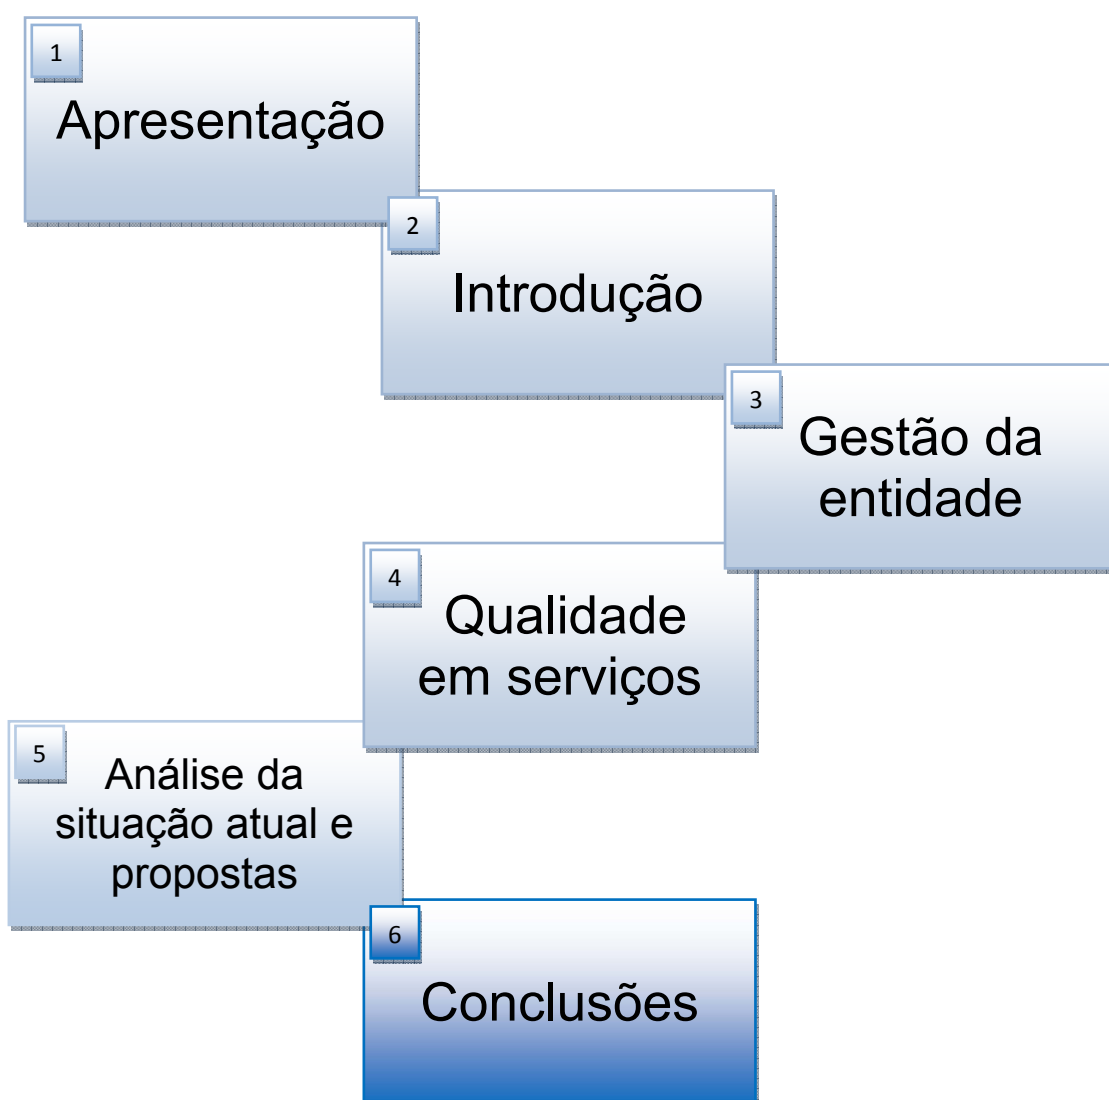 1
Apresentação
2
Introdução
3
Gestão da
entidade
4
Qualidade
em serviços
5
Análise da
situação atual e
propostas
6
Conclusões